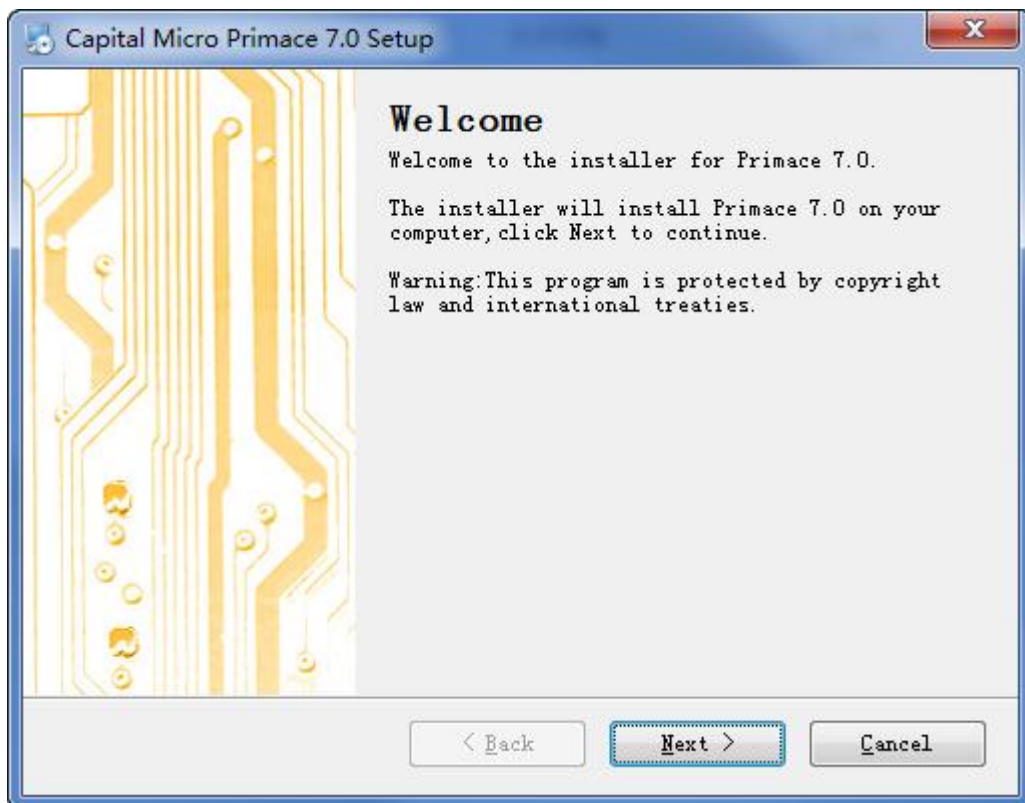 Capital Micro Primace 7.0 Setup
Welcome
Welcome to the installer for Primace 7.0.
The installer will install Primace 7.0 on your
computer,click Next to continue.
Warning:This program is protected by copyright
law and international treaties.
< Back
Next >
Cancel